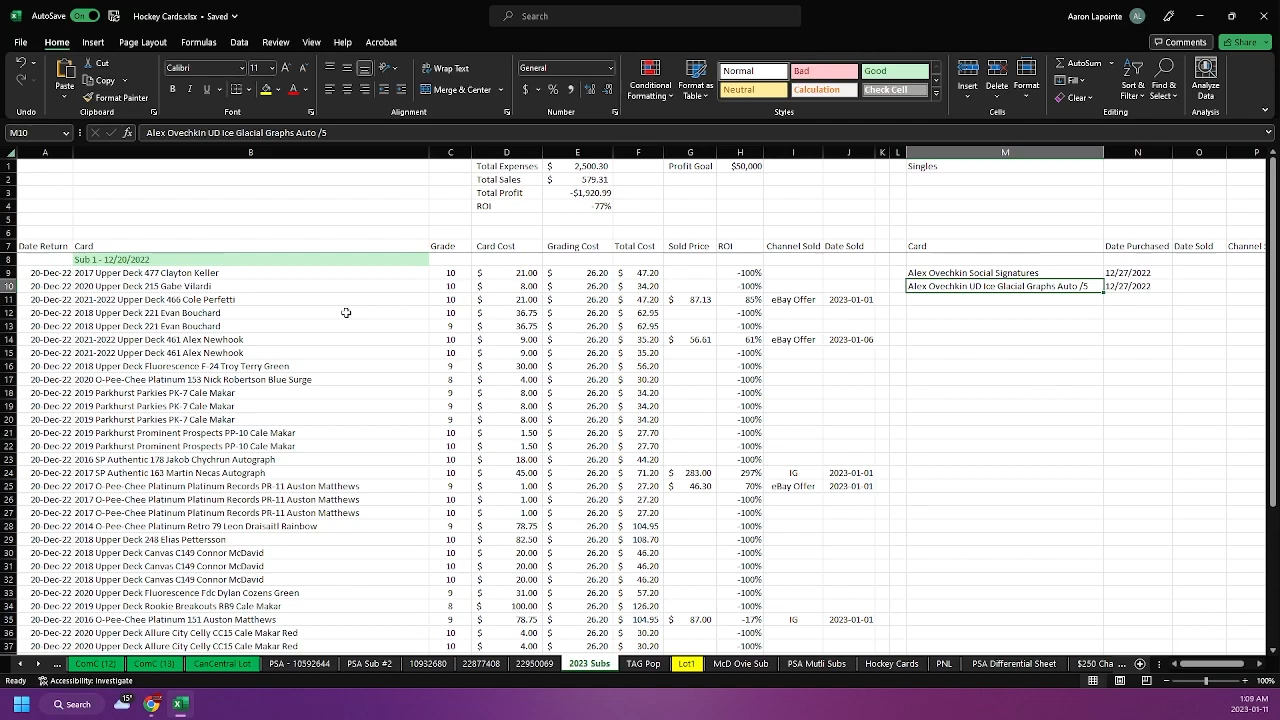 AutoSave On Hockey Cards.xlsx • Saved Search Aaron Lapointe AL
File Home Insert Page Layout Formulas Data Review View Help Acrobat Comments Share
Cut Copy Format Painter Paste Calibri 11 Wrap Text Merge & Center General Conditional Formatting Format as Table Normal Bad Good Neutral Calculation Check Cell Insert Delete Format AutoSum Fill Clear Sort & Filter Find & Select Analyze Data
Undo Clipboard Font Alignment Number Styles Cells Editing Analysis
M10 fx Alex Ovechkin UD Ice Glacial Graphs Auto /5
A B C D E F G H I J K L M N O P
1 Total Expenses $ 2,500.30 Profit Goal $50,000 Singles
2 Total Sales $ 579.31
3 Total Profit -$1,920.99
4 ROI -77%
5
6
7 Date Return Card Grade Card Cost Grading Cost Total Cost Sold Price ROI Channel Sold Date Sold Card Date Purchased Date Sold Channel S
8 Sub 1 - 12/20/2022
9 20-Dec-22 2017 Upper Deck 477 Clayton Keller 10 $ 21.00 $ 26.20 $ 47.20 -100% Alex Ovechkin Social Signatures 12/27/2022
10 20-Dec-22 2020 Upper Deck 215 Gabe Vilardi 10 $ 8.00 $ 26.20 $ 34.20 -100% Alex Ovechkin UD Ice Glacial Graphs Auto /5 12/27/2022
11 20-Dec-22 2021-2022 Upper Deck 466 Cole Perfetti 10 $ 21.00 $ 26.20 $ 47.20 $ 87.13 85% eBay Offer 2023-01-01
12 20-Dec-22 2018 Upper Deck 221 Evan Bouchard 10 $ 36.75 $ 26.20 $ 62.95 -100%
13 20-Dec-22 2018 Upper Deck 221 Evan Bouchard 9 $ 36.75 $ 26.20 $ 62.95 -100%
14 20-Dec-22 2021-2022 Upper Deck 461 Alex Newhook 10 $ 9.00 $ 26.20 $ 35.20 $ 56.61 61% eBay Offer 2023-01-06
15 20-Dec-22 2021-2022 Upper Deck 461 Alex Newhook 10 $ 9.00 $ 26.20 $ 35.20 -100%
16 20-Dec-22 2018 Upper Deck Fluorescence F-24 Troy Terry Green 9 $ 30.00 $ 26.20 $ 56.20 -100%
17 20-Dec-22 2020 O-Pee-Chee Platinum 153 Nick Robertson Blue Surge 8 $ 4.00 $ 26.20 $ 30.20 -100%
18 20-Dec-22 2019 Parkhurst Parkies PK-7 Cale Makar 10 $ 8.00 $ 26.20 $ 34.20 -100%
19 20-Dec-22 2019 Parkhurst Parkies PK-7 Cale Makar 9 $ 8.00 $ 26.20 $ 34.20 -100%
20 20-Dec-22 2019 Parkhurst Parkies PK-7 Cale Makar 9 $ 8.00 $ 26.20 $ 34.20 -100%
21 20-Dec-22 2019 Parkhurst Prominent Prospects PP-10 Cale Makar 10 $ 1.50 $ 26.20 $ 27.70 -100%
22 20-Dec-22 2019 Parkhurst Prominent Prospects PP-10 Cale Makar 10 $ 1.50 $ 26.20 $ 27.70 -100%
23 20-Dec-22 2016 SP Authentic 178 Jakob Chychrun Autograph 10 $ 18.00 $ 26.20 $ 44.20 -100%
24 20-Dec-22 2017 SP Authentic 163 Martin Necas Autograph 10 $ 45.00 $ 26.20 $ 71.20 $ 283.00 297% IG 2023-01-01
25 20-Dec-22 2017 O-Pee-Chee Platinum Platinum Records PR-11 Auston Matthews 9 $ 1.00 $ 26.20 $ 27.20 $ 46.30 70% eBay Offer 2023-01-01
26 20-Dec-22 2017 O-Pee-Chee Platinum Platinum Records PR-11 Auston Matthews 10 $ 1.00 $ 26.20 $ 27.20 -100%
27 20-Dec-22 2017 O-Pee-Chee Platinum Platinum Records PR-11 Auston Matthews 10 $ 1.00 $ 26.20 $ 27.20 -100%
28 20-Dec-22 2014 O-Pee-Chee Platinum Retro 79 Leon Draisaitl Rainbow 9 $ 78.75 $ 26.20 $ 104.95 -100%
29 20-Dec-22 2018 Upper Deck 248 Elias Pettersson 9 $ 82.50 $ 26.20 $ 108.70 -100%
30 20-Dec-22 2018 Upper Deck Canvas C149 Connor McDavid 10 $ 20.00 $ 26.20 $ 46.20 -100%
31 20-Dec-22 2018 Upper Deck Canvas C149 Connor McDavid 10 $ 20.00 $ 26.20 $ 46.20 -100%
32 20-Dec-22 2018 Upper Deck Canvas C149 Connor McDavid 10 $ 20.00 $ 26.20 $ 46.20 -100%
33 20-Dec-22 2020 Upper Deck Fluorescence Fdc Dylan Cozens Green 9 $ 31.00 $ 26.20 $ 57.20 -100%
34 20-Dec-22 2019 Upper Deck Rookie Breakouts RB9 Cale Makar 8 $ 100.00 $ 26.20 $ 126.20 -100%
35 20-Dec-22 2016 O-Pee-Chee Platinum 151 Auston Matthews 9 $ 78.75 $ 26.20 $ 104.95 $ 87.00 -17% IG 2023-01-01
36 20-Dec-22 2020 Upper Deck Allure City Celly CC15 Cale Makar Red 10 $ 4.00 $ 26.20 $ 30.20 -100%
37 20-Dec-22 2020 Upper Deck Allure City Celly CC15 Cale Makar Red 9 $ 4.00 $ 26.20 $ 30.20 -100%
... ComC (12) ComC (13) CanCentral Lot PSA - 10592644 PSA Sub #2 10932680 2023 Subs TAG Pop Lot1 McD Ovie Sub Hockey Cards PNL PSA Differential Sheet $250 Cha ...
Ready Accessibility: Investigate 100%
15° Search 1:09 AM
2023-01-11